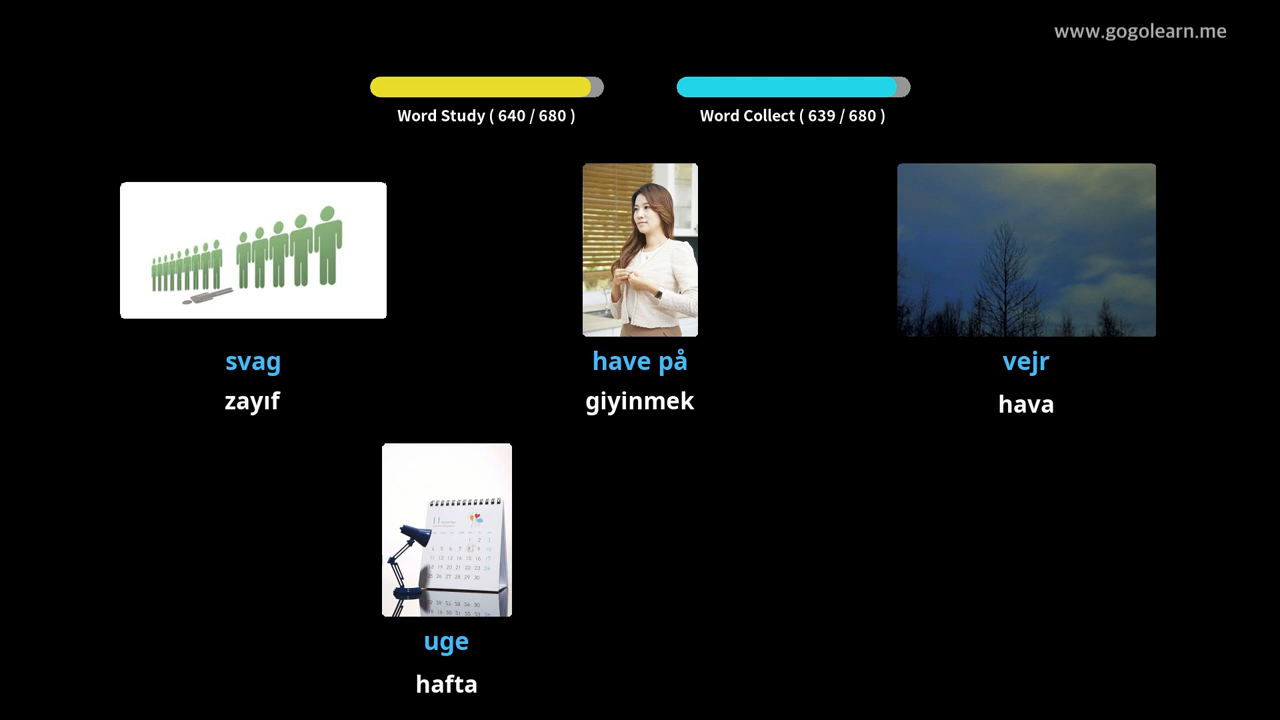 www.gogolearn.me
Word Study ( 640 / 680 )
Word Collect ( 639 / 680 )
svag
have på
vejr
zayıf
giyinmek
hava
uge
hafta